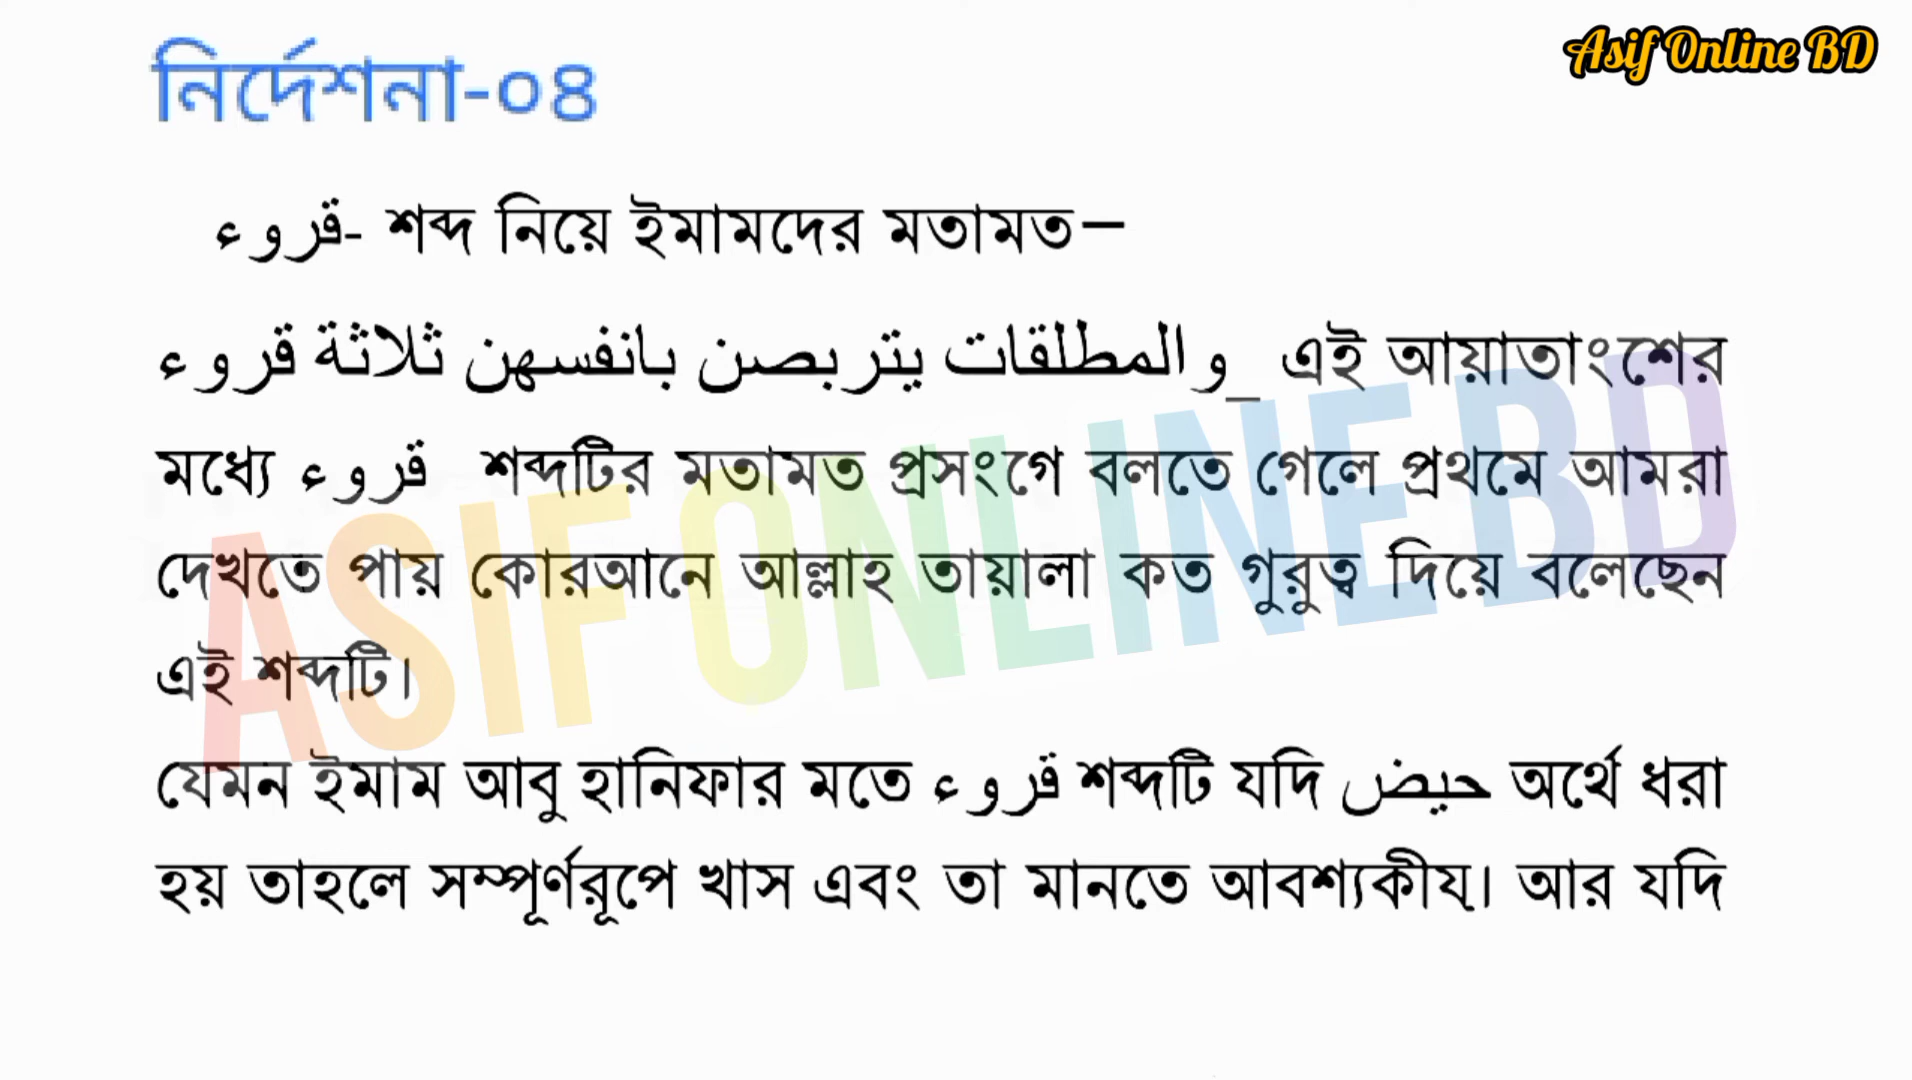 Asif Online BD
নির্দেশনা-০৪
قروء- শব্দ নিয়ে ইমামদের মতামত–
والمطلقات يتربصن بانفسهن ثلاثة قروء_ এই আয়াতাংশের
মধ্যে قروء শব্দটির মতামত প্রসংগে বলতে গেলে প্রথমে আমরা
দেখতে পায় কোরআনে আল্লাহ তায়ালা কত গুরুত্ব দিয়ে বলেছেন
এই শব্দটি।
ASIF ONLINE BD
যেমন ইমাম আবু হানিফার মতে قروء শব্দটি যদি حيض অর্থে ধরা
হয় তাহলে সম্পূর্ণরূপে খাস এবং তা মানতে আবশ্যকীয়। আর যদি